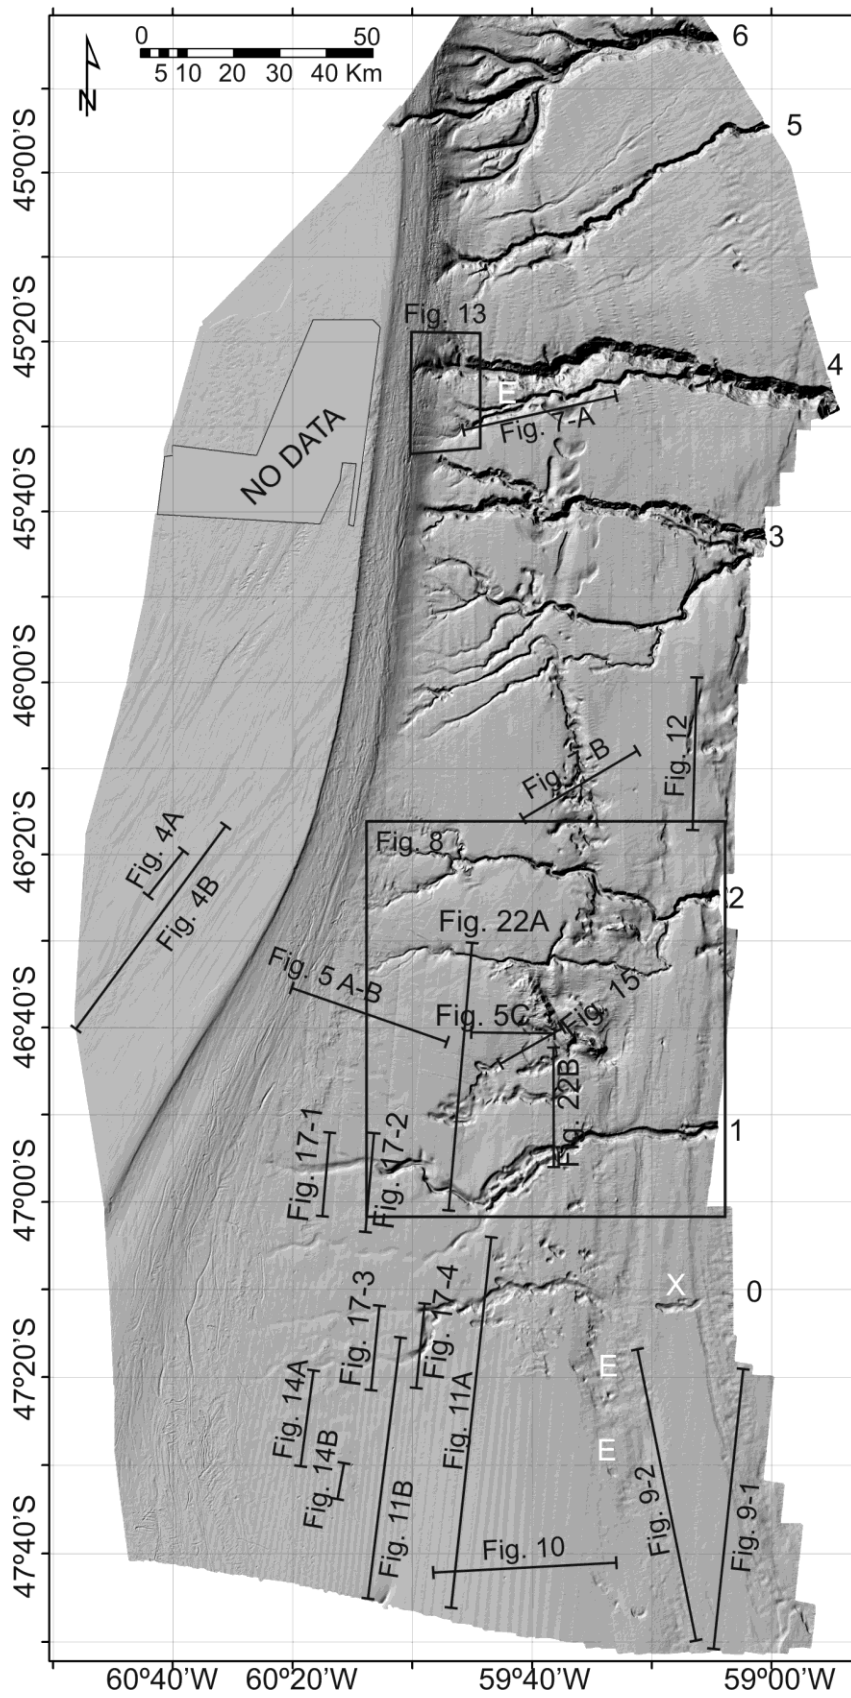 0 50
5 10 20 30 40 Km
N
6
5
45°00'S
45°20'S
Fig. 13
4
E
Fig. 7-A
NO DATA
45°40'S
3
46°00'S
Fig. 12
Fig. 7-B
46°20'S
Fig. 4A
Fig. 4B
Fig. 8
2
Fig. 22A
Fig. 5 A-B
Fig. 15
Fig. 5C
46°40'S
Fig. 22B
1
Fig. 17-1
Fig. 17-2
47°00'S
X
0
Fig. 17-3
Fig. 17-4
E
47°20'S
Fig. 14A
Fig. 11A
E
Fig. 14B
Fig. 11B
Fig. 9-2
Fig. 9-1
47°40'S
Fig. 10
60°40'W 60°20'W 59°40'W 59°00'W